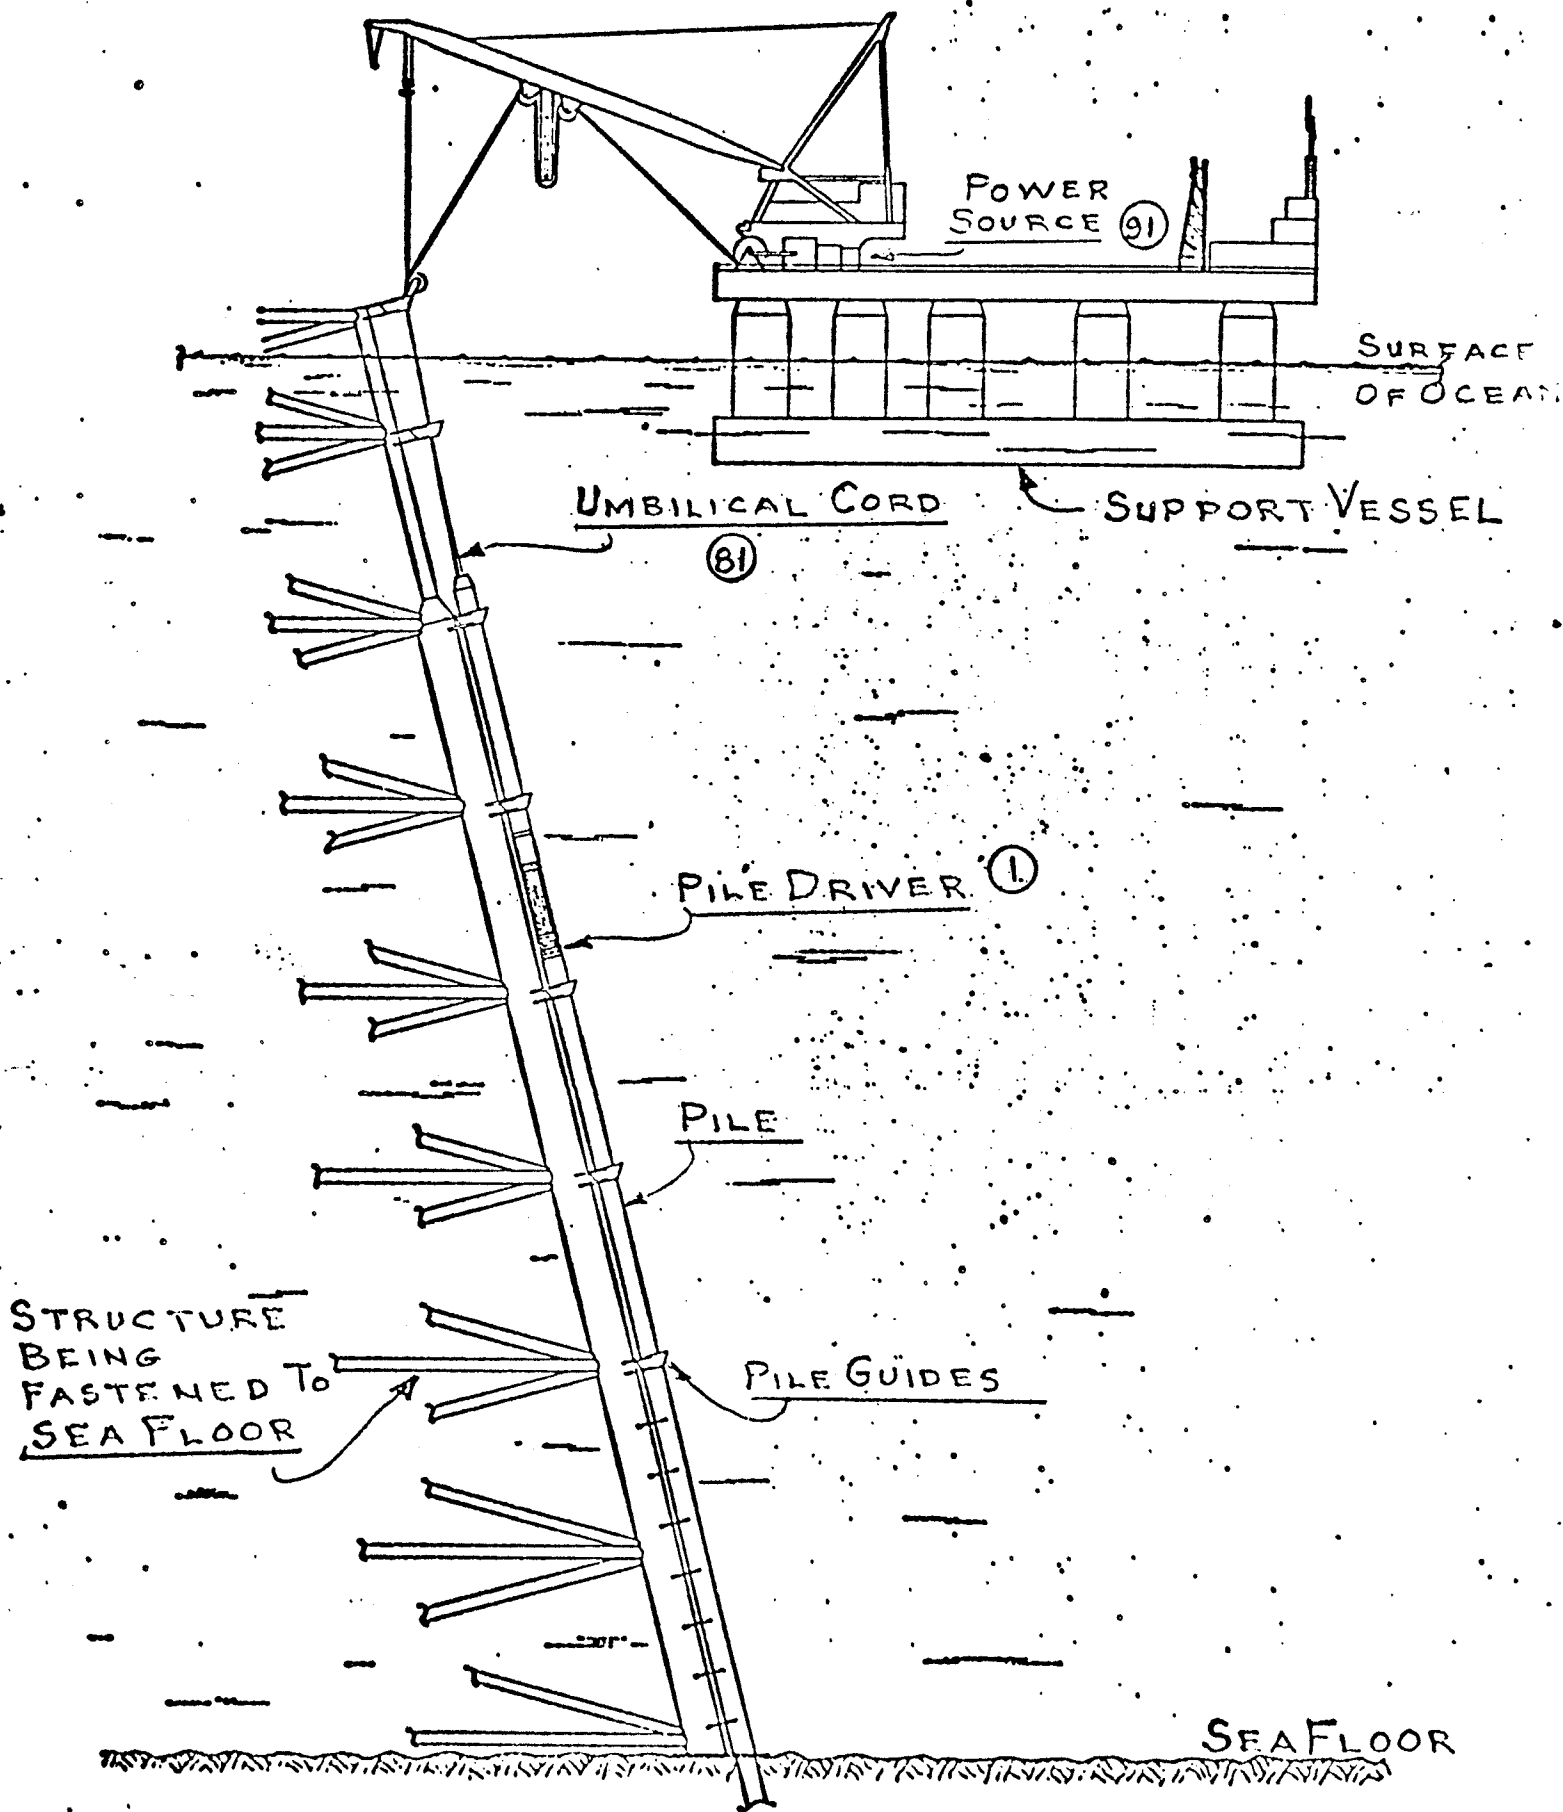 POWER
SOURCE 91
SURFACE
OF OCEAN
UMBILICAL CORD
81
SUPPORT VESSEL
PILE DRIVER 1
PILE
STRUCTURE
BEING
FASTENED TO
SEA FLOOR
PILE GUIDES
SEA FLOOR